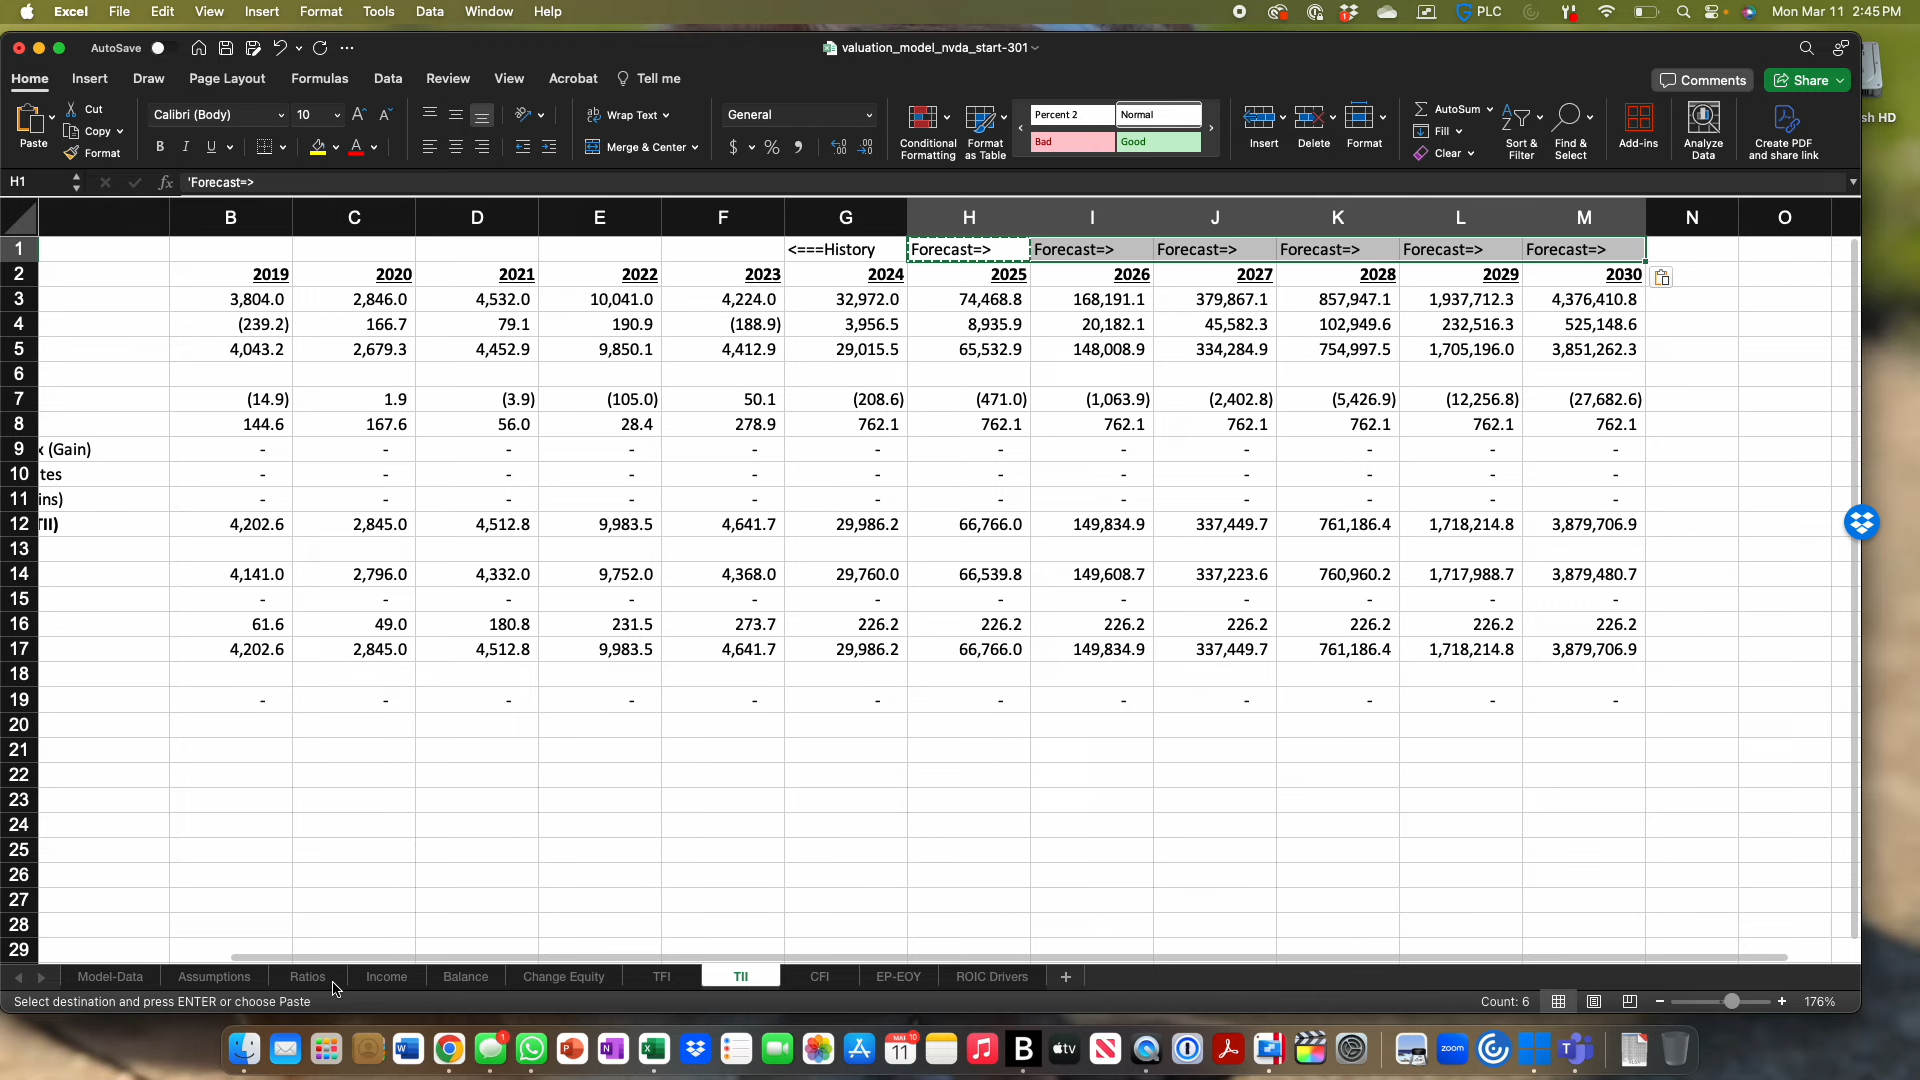 Excel File Edit View Insert Format Tools Data Window Help PLC Mon Mar 11 2:45 PM
AutoSave valuation_model_nvda_start-301
Home Insert Draw Page Layout Formulas Data Review View Acrobat Tell me Comments Share
sh HD
Paste Cut Copy Format
Calibri (Body) 10
Wrap Text
Merge & Center
General
Conditional Formatting
Format as Table
Percent 2 Normal
Bad Good
Insert Delete Format
AutoSum
Fill
Clear
Sort & Filter
Find & Select
Add-ins
Analyze Data
Create PDF and share link
H1 fx 'Forecast=>
B C D E F G H I J K L M N O
1 <===History Forecast=> Forecast=> Forecast=> Forecast=> Forecast=> Forecast=>
2 2019 2020 2021 2022 2023 2024 2025 2026 2027 2028 2029 2030
3 3,804.0 2,846.0 4,532.0 10,041.0 4,224.0 32,972.0 74,468.8 168,191.1 379,867.1 857,947.1 1,937,712.3 4,376,410.8
4 (239.2) 166.7 79.1 190.9 (188.9) 3,956.5 8,935.9 20,182.1 45,582.3 102,949.6 232,516.3 525,148.6
5 4,043.2 2,679.3 4,452.9 9,850.1 4,412.9 29,015.5 65,532.9 148,008.9 334,284.9 754,997.5 1,705,196.0 3,851,262.3
6
7 (14.9) 1.9 (3.9) (105.0) 50.1 (208.6) (471.0) (1,063.9) (2,402.8) (5,426.9) (12,256.8) (27,682.6)
8 144.6 167.6 56.0 28.4 278.9 762.1 762.1 762.1 762.1 762.1 762.1 762.1
9 x (Gain) - - - - - - - - - - - -
10 tes - - - - - - - - - - - -
11 ins) - - - - - - - - - - - -
12 TII) 4,202.6 2,845.0 4,512.8 9,983.5 4,641.7 29,986.2 66,766.0 149,834.9 337,449.7 761,186.4 1,718,214.8 3,879,706.9
13
14 4,141.0 2,796.0 4,332.0 9,752.0 4,368.0 29,760.0 66,539.8 149,608.7 337,223.6 760,960.2 1,717,988.7 3,879,480.7
15 - - - - - - - - - - - -
16 61.6 49.0 180.8 231.5 273.7 226.2 226.2 226.2 226.2 226.2 226.2 226.2
17 4,202.6 2,845.0 4,512.8 9,983.5 4,641.7 29,986.2 66,766.0 149,834.9 337,449.7 761,186.4 1,718,214.8 3,879,706.9
18
19 - - - - - - - - - - - -
20
21
22
23
24
25
26
27
28
29
Model-Data Assumptions Ratios Income Balance Change Equity TFI TII CFI EP-EOY ROIC Drivers
Select destination and press ENTER or choose Paste Count: 6 176%
MAR 10 11 1 tv zoom